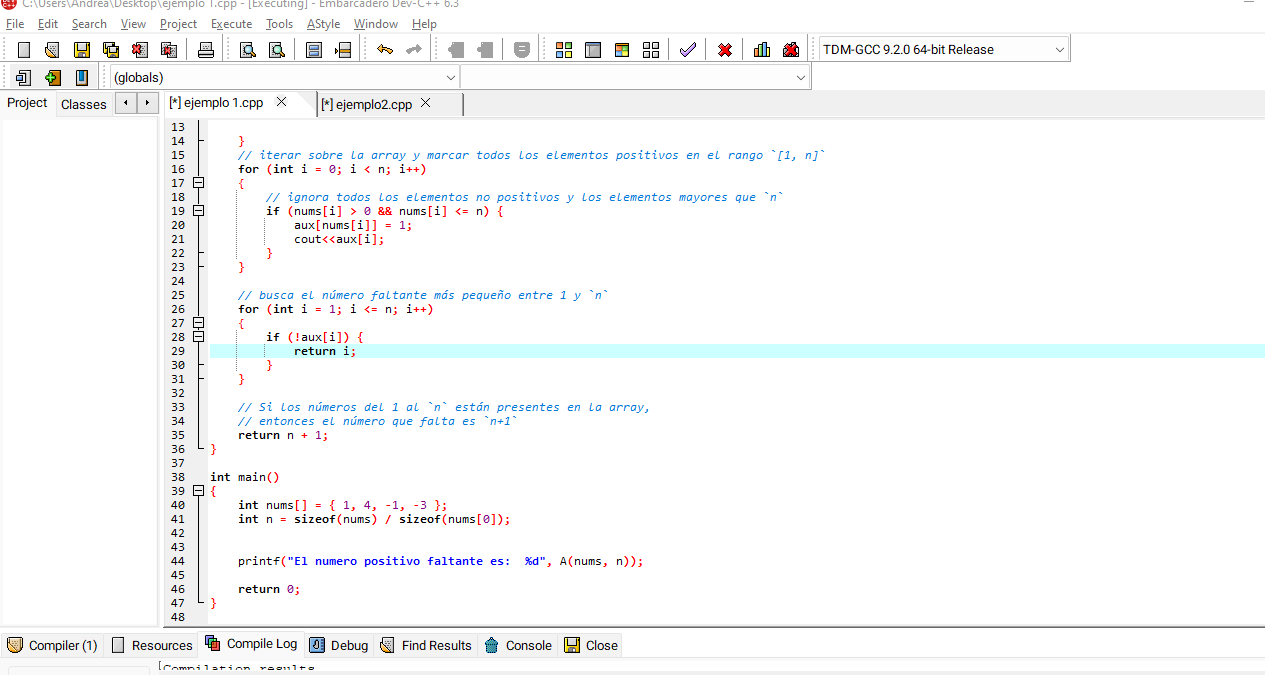 C:\Users\Andrea\Desktop\ejemplo 1.cpp - [Executing] - Embarcadero Dev-C++ 6.3
File Edit Search View Project Execute Tools AStyle Window Help
TDM-GCC 9.2.0 64-bit Release
(globals)
Project Classes [*] ejemplo 1.cpp [*] ejemplo2.cpp
13
14     }
15     // iterar sobre la array y marcar todos los elementos positivos en el rango `[1, n]`
16     for (int i = 0; i < n; i++)
17     {
18         // ignora todos los elementos no positivos y los elementos mayores que `n`
19         if (nums[i] > 0 && nums[i] <= n) {
20             aux[nums[i]] = 1;
21             cout<<aux[i];
22         }
23     }
24
25     // busca el número faltante más pequeño entre 1 y `n`
26     for (int i = 1; i <= n; i++)
27     {
28         if (!aux[i]) {
29             return i;
30         }
31     }
32
33     // Si los números del 1 al `n` están presentes en la array,
34     // entonces el número que falta es `n+1`
35     return n + 1;
36 }
37
38 int main()
39 {
40     int nums[] = { 1, 4, -1, -3 };
41     int n = sizeof(nums) / sizeof(nums[0]);
42
43
44     printf("El numero positivo faltante es:  %d", A(nums, n));
45
46     return 0;
47 }
48
Compiler (1) Resources Compile Log Debug Find Results Console Close
Compilation results